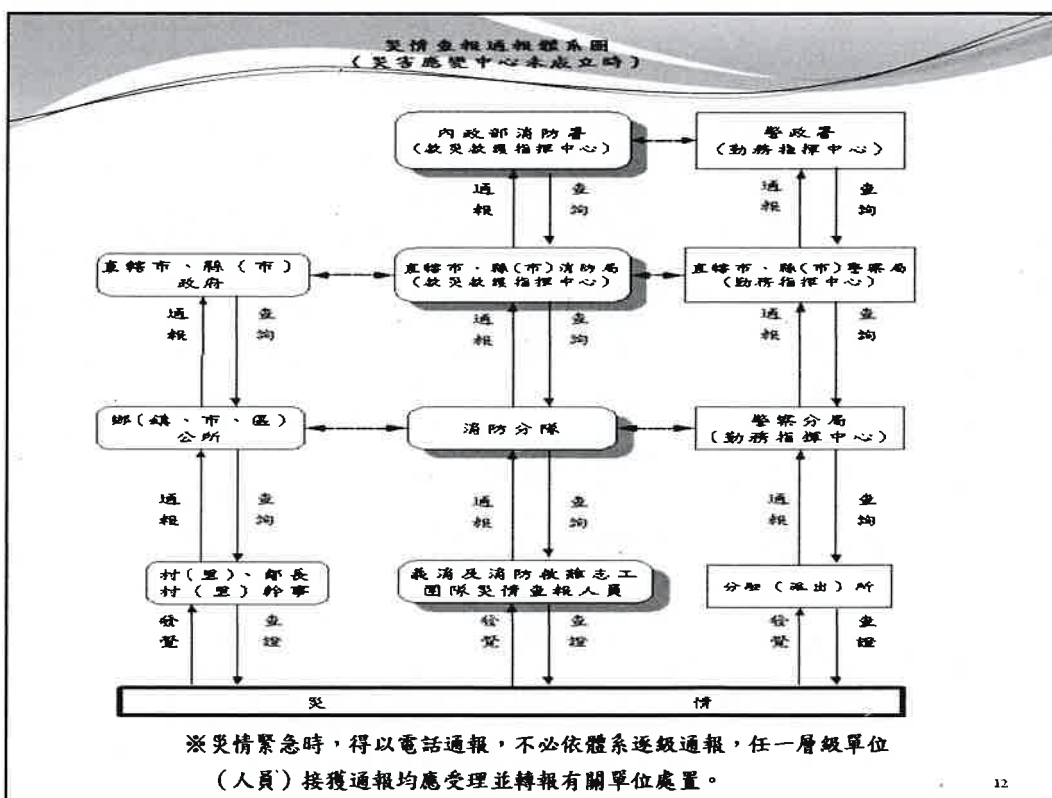 災情查報通報體系圖
(災害應變中心未成立時)
內政部消防署
(救災救護指揮中心)
警政署
(勤務指揮中心)
通報
查詢
通報
查詢
直轄市、縣(市)
政府
直轄市、縣(市)消防局
(救災救護指揮中心)
直轄市、縣(市)警察局
(勤務指揮中心)
通報
查詢
通報
查詢
通報
查詢
鄉(鎮、市、區)
公所
消防分隊
警察分局
(勤務指揮中心)
通報
查詢
通報
查詢
通報
查詢
村(里)、鄰長
村(里)幹事
義消及消防救難志工
團隊災情查報人員
分駐(派出)所
發覺
查證
發覺
查證
發覺
查證
災 情
※災情緊急時,得以電話通報,不必依體系逐級通報,任一層級單位
(人員)接獲通報均應受理並轉報有關單位處置。
12